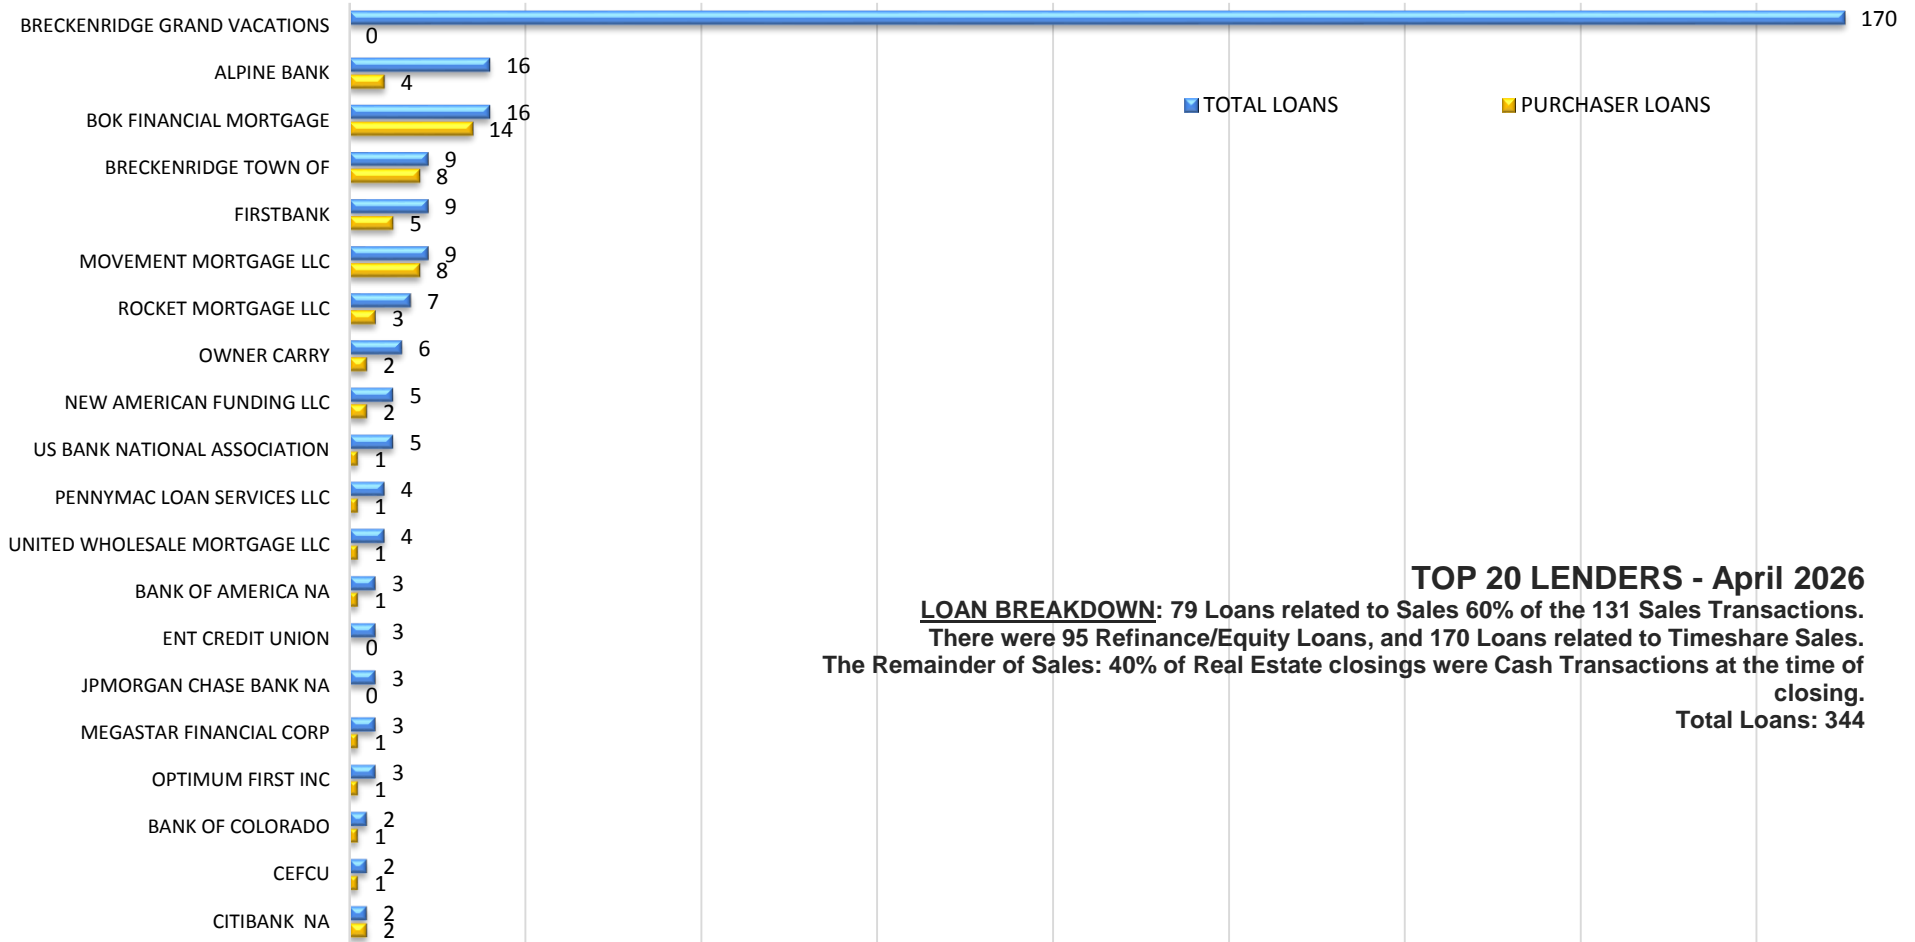 BRECKENRIDGE GRAND VACATIONS
170
0
ALPINE BANK
16
4
BOK FINANCIAL MORTGAGE
16
14
TOTAL LOANS
PURCHASER LOANS
BRECKENRIDGE TOWN OF
9
8
FIRSTBANK
9
5
MOVEMENT MORTGAGE LLC
9
8
ROCKET MORTGAGE LLC
7
3
OWNER CARRY
6
2
NEW AMERICAN FUNDING LLC
5
2
US BANK NATIONAL ASSOCIATION
5
1
PENNYMAC LOAN SERVICES LLC
4
1
UNITED WHOLESALE MORTGAGE LLC
4
1
BANK OF AMERICA NA
3
1
ENT CREDIT UNION
3
0
JPMORGAN CHASE BANK NA
3
0
MEGASTAR FINANCIAL CORP
3
1
OPTIMUM FIRST INC
3
1
BANK OF COLORADO
2
1
CEFCU
2
1
CITIBANK  NA
2
2
TOP 20 LENDERS - April 2026
LOAN BREAKDOWN: 79 Loans related to Sales 60% of the 131 Sales Transactions.
There were 95 Refinance/Equity Loans, and 170 Loans related to Timeshare Sales.
The Remainder of Sales: 40% of Real Estate closings were Cash Transactions at the time of
closing.
Total Loans: 344